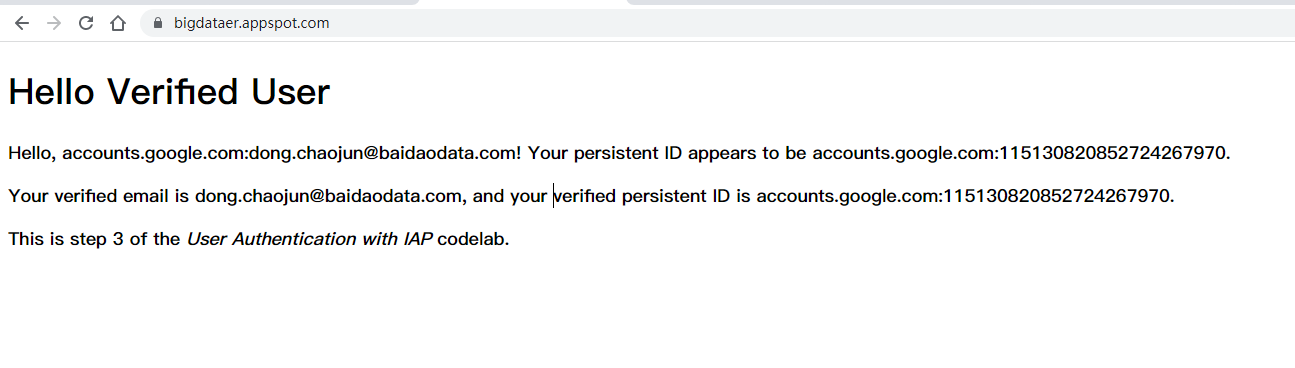 bigdataer.appspot.com
Hello Verified User
Hello, accounts.google.com:dong.chaojun@baidaodata.com! Your persistent ID appears to be accounts.google.com:115130820852724267970.
Your verified email is dong.chaojun@baidaodata.com, and your verified persistent ID is accounts.google.com:115130820852724267970.
This is step 3 of the User Authentication with IAP codelab.